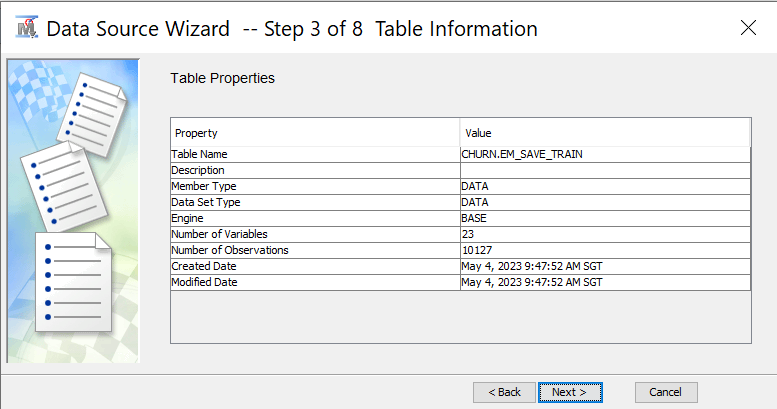 Data Source Wizard -- Step 3 of 8 Table Information
Table Properties
Property Value
Table Name CHURN.EM_SAVE_TRAIN
Description
Member Type DATA
Data Set Type DATA
Engine BASE
Number of Variables 23
Number of Observations 10127
Created Date May 4, 2023 9:47:52 AM SGT
Modified Date May 4, 2023 9:47:52 AM SGT
< Back Next > Cancel